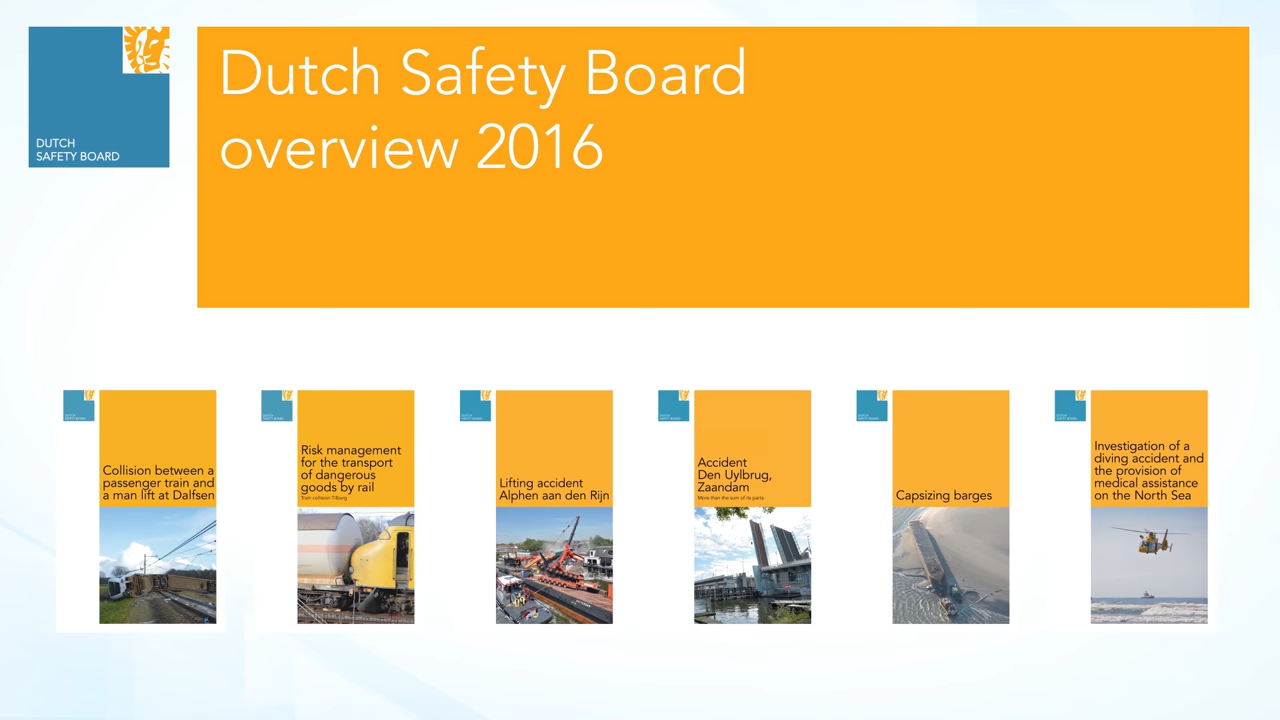 DUTCH
SAFETY BOARD
Dutch Safety Board
overview 2016
Collision between a
passenger train and
a man lift at Dalfsen
Risk management
for the transport
of dangerous
goods by rail
Train collision Tilburg
Lifting accident
Alphen aan den Rijn
Accident
Den Uylbrug,
Zaandam
More than the sum of its parts
Capsizing barges
Investigation of a
diving accident and
the provision of
medical assistance
on the North Sea